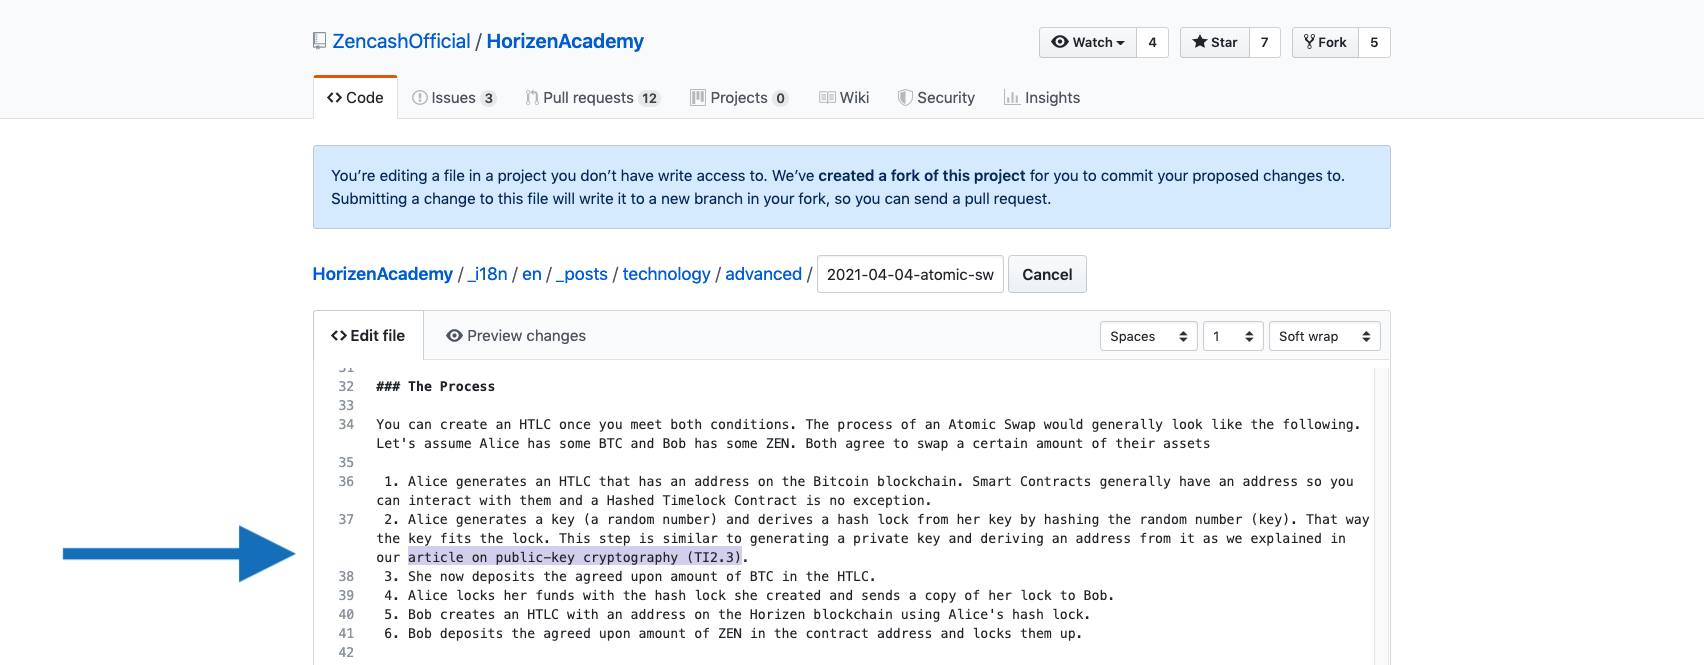 ZencashOfficial / HorizenAcademy
Watch 4 Star 7 Fork 5
Code Issues 3 Pull requests 12 Projects 0 Wiki Security Insights
You’re editing a file in a project you don’t have write access to. We’ve created a fork of this project for you to commit your proposed changes to.
Submitting a change to this file will write it to a new branch in your fork, so you can send a pull request.
HorizenAcademy / _i18n / en / _posts / technology / advanced / 2021-04-04-atomic-sw Cancel
<> Edit file Preview changes Spaces 1 Soft wrap
31
32 ### The Process
33
34 You can create an HTLC once you meet both conditions. The process of an Atomic Swap would generally look like the following.
Let's assume Alice has some BTC and Bob has some ZEN. Both agree to swap a certain amount of their assets
35
36 1. Alice generates an HTLC that has an address on the Bitcoin blockchain. Smart Contracts generally have an address so you
can interact with them and a Hashed Timelock Contract is no exception.
37 2. Alice generates a key (a random number) and derives a hash lock from her key by hashing the random number (key). That way
the key fits the lock. This step is similar to generating a private key and deriving an address from it as we explained in
our article on public-key cryptography (TI2.3).
38 3. She now deposits the agreed upon amount of BTC in the HTLC.
39 4. Alice locks her funds with the hash lock she created and sends a copy of her lock to Bob.
40 5. Bob creates an HTLC with an address on the Horizen blockchain using Alice's hash lock.
41 6. Bob deposits the agreed upon amount of ZEN in the contract address and locks them up.
42